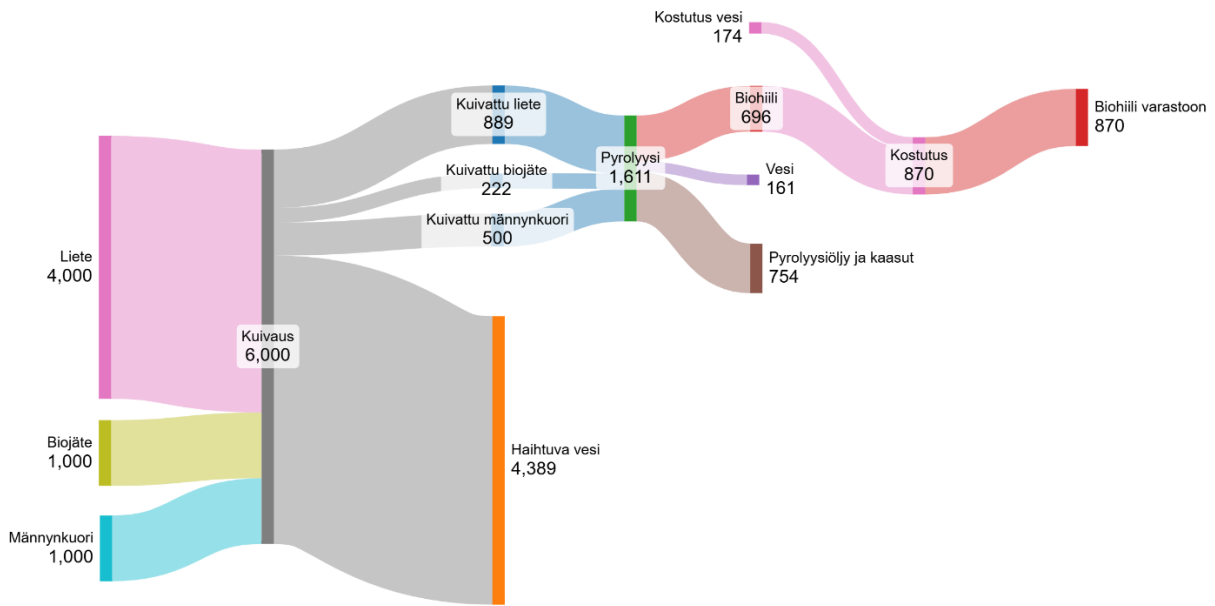 Kostutus vesi
174
Kuivattu liete
889
Biohiili
696
Biohiili varastoon
870
Pyrolyysi
1,611
Kostutus
870
Kuivattu biojäte
222
Vesi
161
Kuivattu männynkuori
500
Liete
4,000
Pyrolyysiöljy ja kaasut
754
Kuivaus
6,000
Biojäte
1,000
Haihtuva vesi
4,389
Männynkuori
1,000